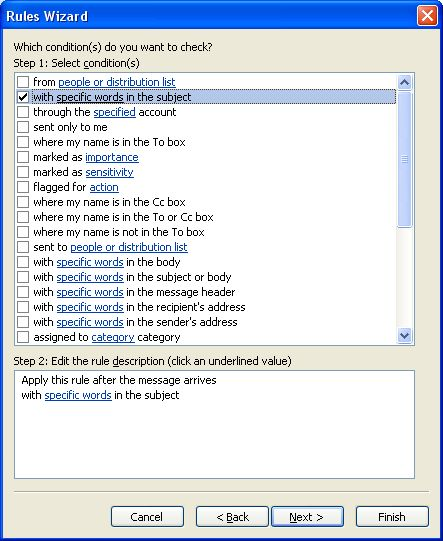 Rules Wizard
Which condition(s) do you want to check?
Step 1: Select condition(s)
from people or distribution list
with specific words in the subject
through the specified account
sent only to me
where my name is in the To box
marked as importance
marked as sensitivity
flagged for action
where my name is in the Cc box
where my name is in the To or Cc box
where my name is not in the To box
sent to people or distribution list
with specific words in the body
with specific words in the subject or body
with specific words in the message header
with specific words in the recipient's address
with specific words in the sender's address
assigned to category category
Step 2: Edit the rule description (click an underlined value)
Apply this rule after the message arrives
with specific words in the subject
Cancel < Back Next > Finish